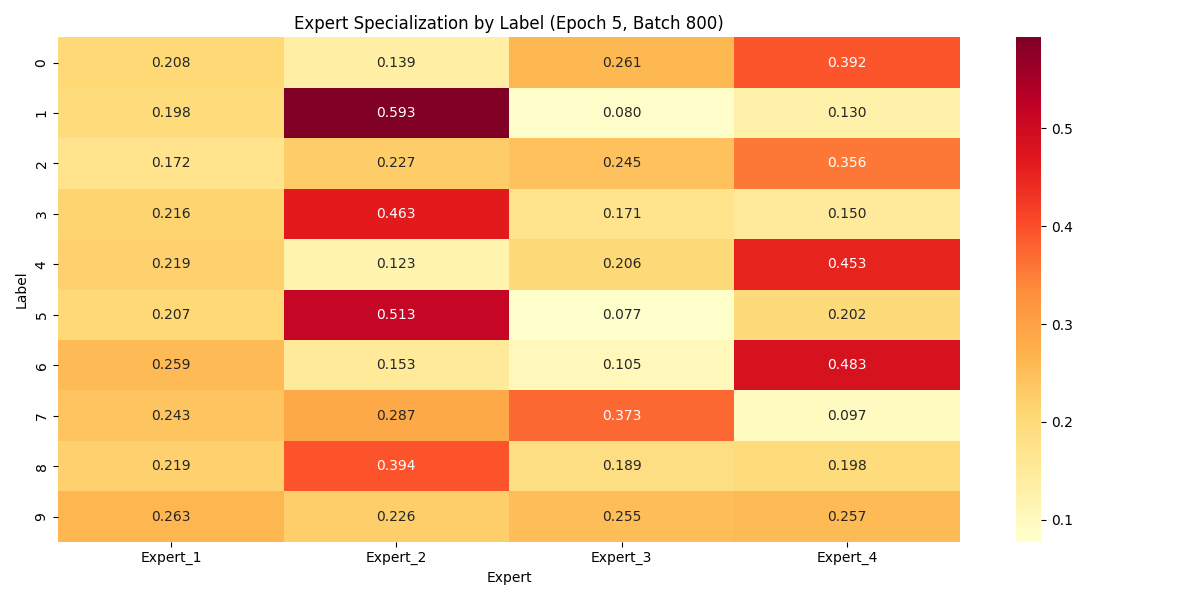 Expert Specialization by Label (Epoch 5, Batch 800)
Label
0 0.208 0.139 0.261 0.392
1 0.198 0.593 0.080 0.130
2 0.172 0.227 0.245 0.356
3 0.216 0.463 0.171 0.150
4 0.219 0.123 0.206 0.453
5 0.207 0.513 0.077 0.202
6 0.259 0.153 0.105 0.483
7 0.243 0.287 0.373 0.097
8 0.219 0.394 0.189 0.198
9 0.263 0.226 0.255 0.257
Expert_1 Expert_2 Expert_3 Expert_4
Expert
0.5
0.4
0.3
0.2
0.1